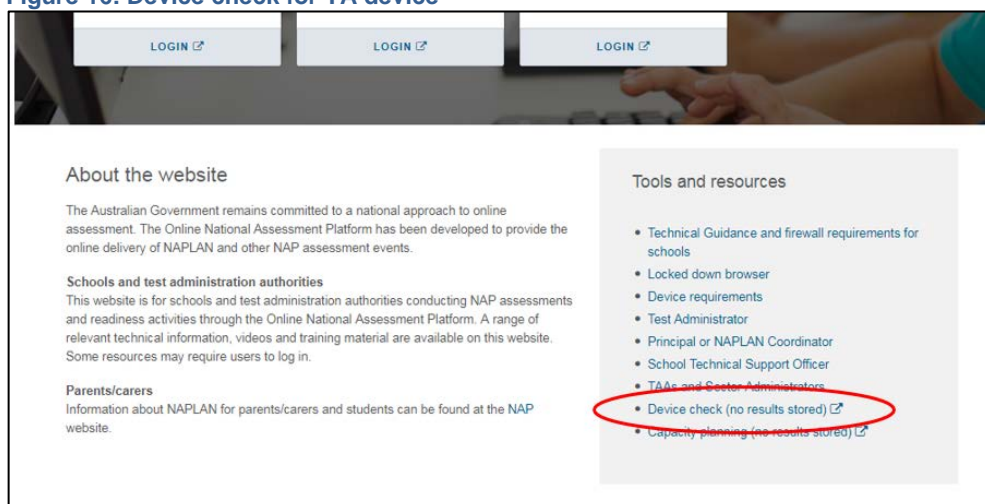 Figure 10: Device check for TA device
LOGIN
LOGIN
LOGIN
About the website
The Australian Government remains committed to a national approach to online
assessment. The Online National Assessment Platform has been developed to provide the
online delivery of NAPLAN and other NAP assessment events.
Schools and test administration authorities
This website is for schools and test administration authorities conducting NAP assessments
and readiness activities through the Online National Assessment Platform. A range of
relevant technical information, videos and training material are available on this website.
Some resources may require users to log in.
Parents/carers
Information about NAPLAN for parents/carers and students can be found at the NAP
website.
Tools and resources
• Technical Guidance and firewall requirements for
schools
• Locked down browser
• Device requirements
• Test Administrator
• Principal or NAPLAN Coordinator
• School Technical Support Officer
• TAAs and Sector Administrators
• Device check (no results stored)
• Capacity planning (no results stored)